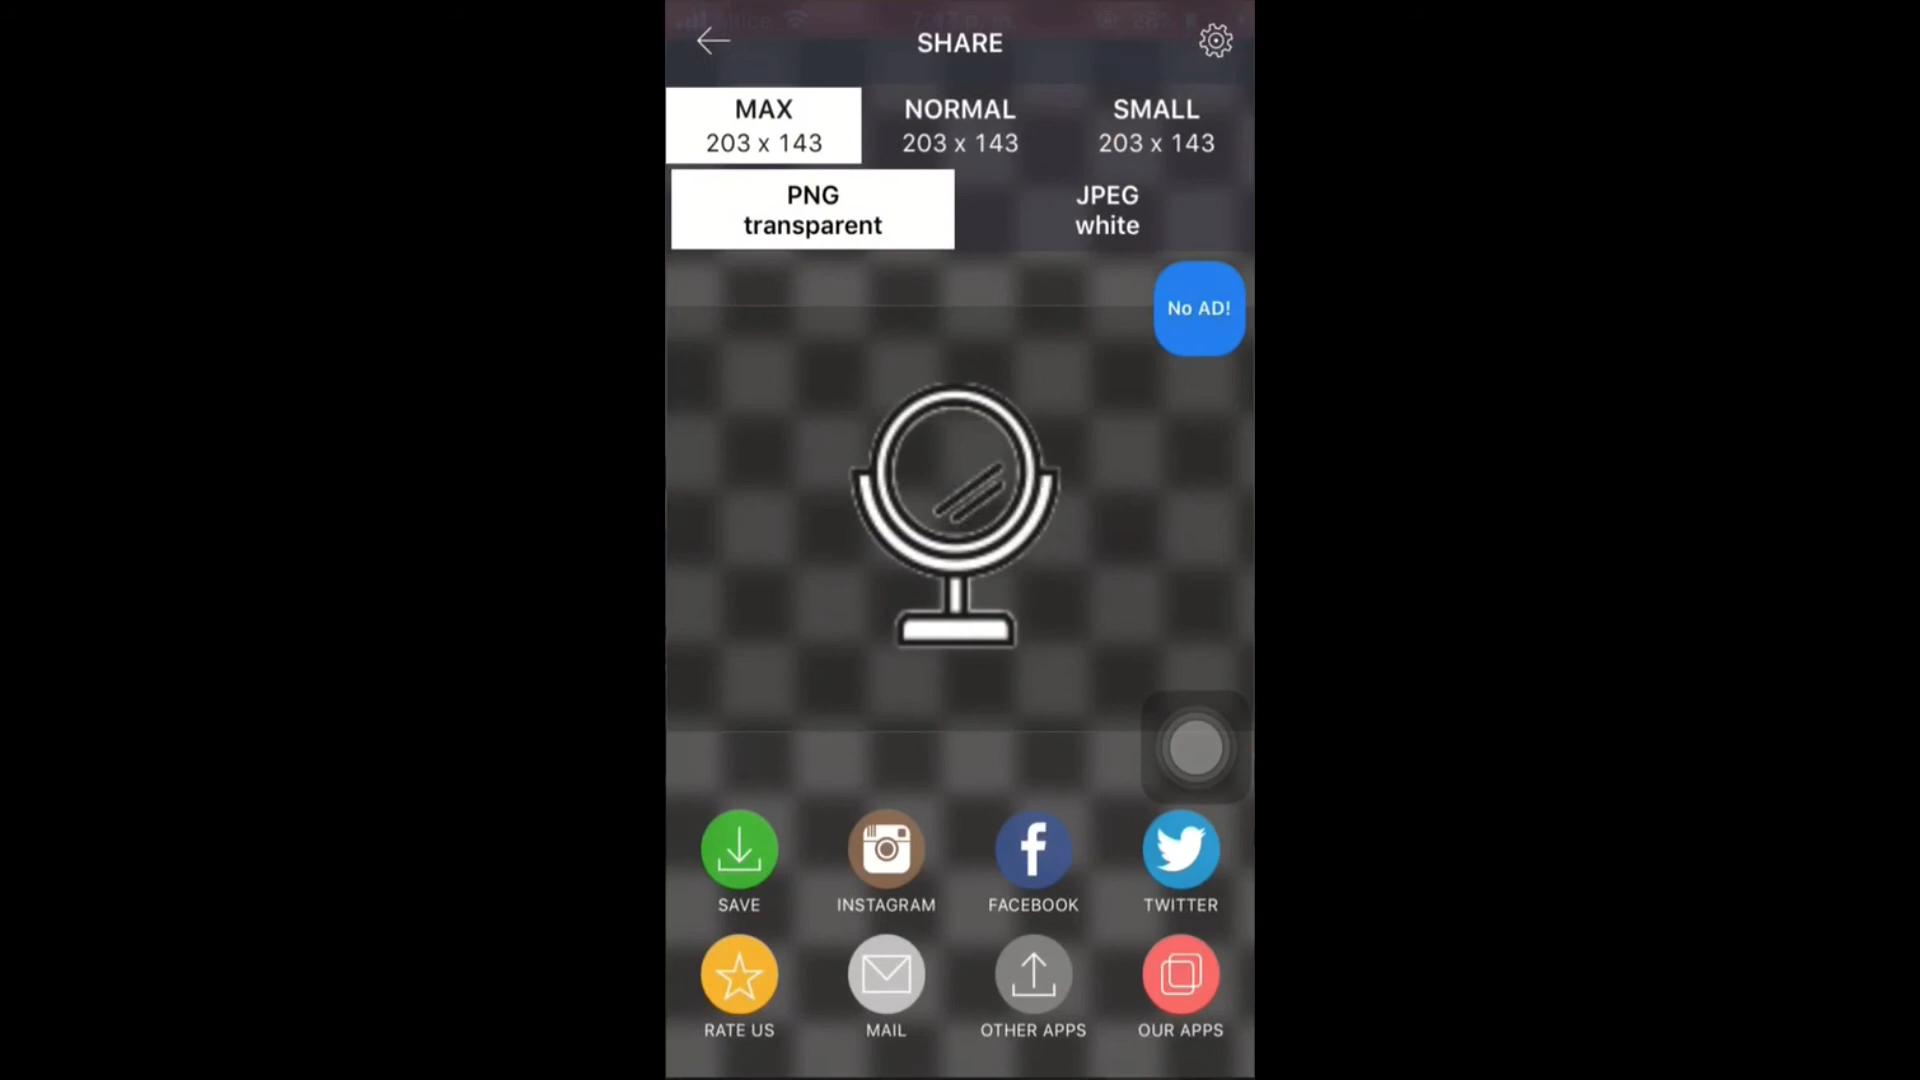 SHARE
MAX
203 x 143
NORMAL
203 x 143
SMALL
203 x 143
PNG
transparent
JPEG
white
No AD!
SAVE
INSTAGRAM
FACEBOOK
TWITTER
RATE US
MAIL
OTHER APPS
OUR APPS